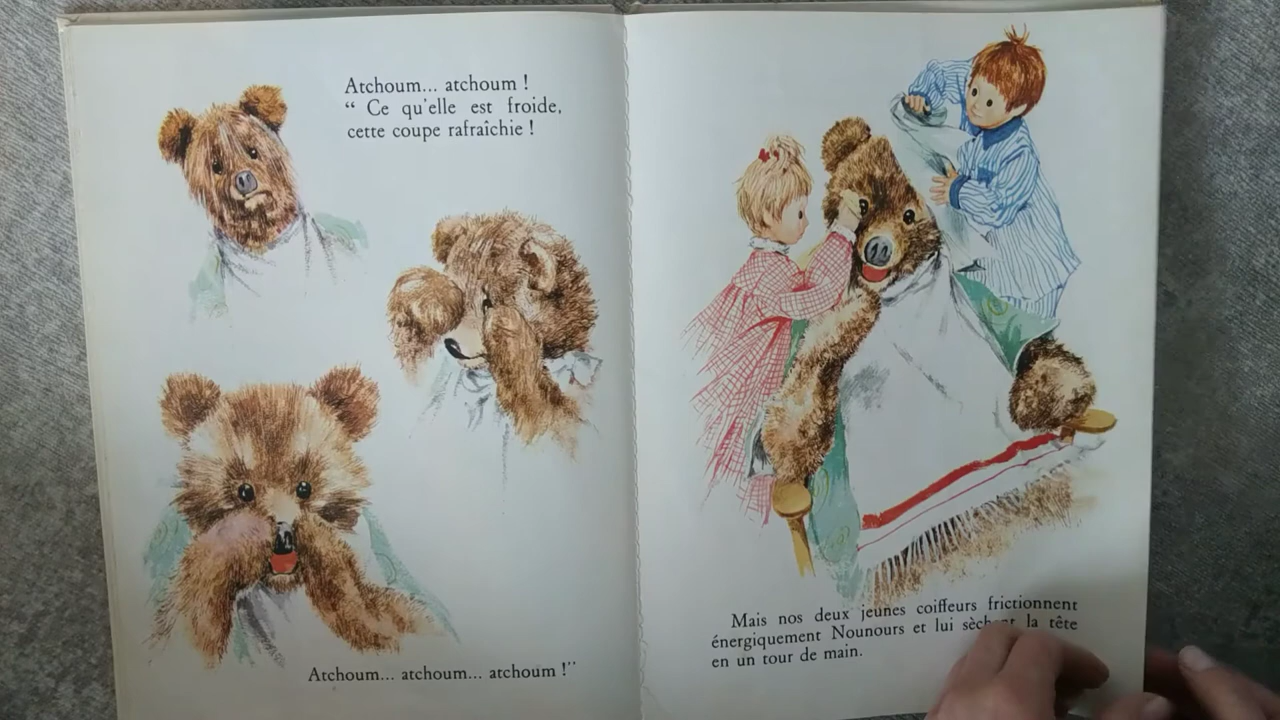 Atchoum... atchoum !
“ Ce qu'elle est froide,
cette coupe rafraîchie !
Atchoum... atchoum... atchoum !”
Mais nos deux jeunes coiffeurs frictionnent
énergiquement Nounours et lui sèchent la tête
en un tour de main.